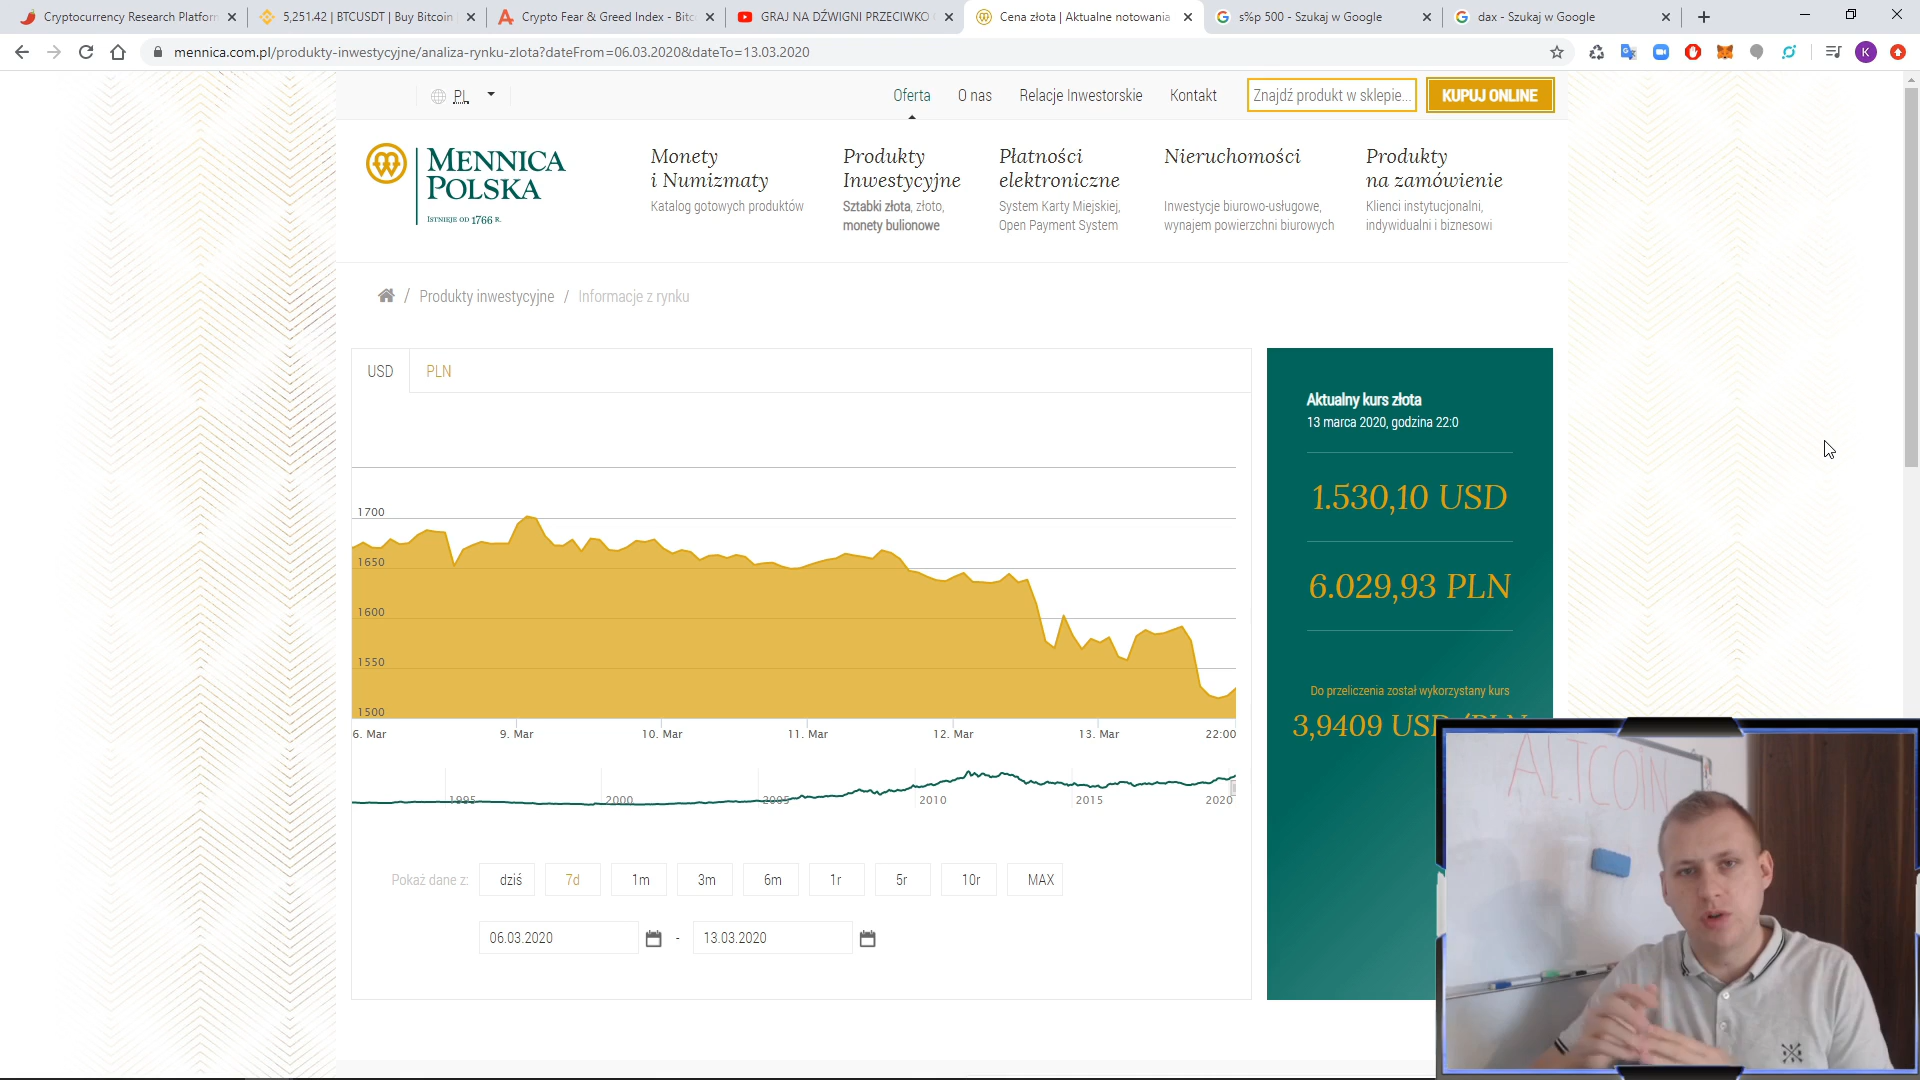 Cryptocurrency Research Platform
5,251.42 | BTCUSDT | Buy Bitcoin
Crypto Fear & Greed Index - Bitc
GRAJ NA DŹWIGNI PRZECIWKO
Cena złota | Aktualne notowania
s%p 500 - Szukaj w Google
dax - Szukaj w Google
mennica.com.pl/produkty-inwestycyjne/analiza-rynku-zlota?dateFrom=06.03.2020&dateTo=13.03.2020
K
PL
Oferta
O nas
Relacje Inwestorskie
Kontakt
Znajdź produkt w sklepie...
KUPUJ ONLINE
MENNICA
POLSKA
ISTNIEJE OD 1766 R.
Monety
i Numizmaty
Katalog gotowych produktów
Produkty
Inwestycyjne
Sztabki złota, złoto,
monety bulionowe
Płatności
elektroniczne
System Karty Miejskiej,
Open Payment System
Nieruchomości
Inwestycje biurowo-usługowe,
wynajem powierzchni biurowych
Produkty
na zamówienie
Klienci instytucjonalni,
indywidualni i biznesowi
/ Produkty inwestycyjne / Informacje z rynku
USD
PLN
1700
1650
1600
1550
1500
6. Mar
9. Mar
10. Mar
11. Mar
12. Mar
13. Mar
22:00
1995
2000
2005
2010
2015
2020
Pokaż dane z:
dziś
7d
1m
3m
6m
1r
5r
10r
MAX
06.03.2020
-
13.03.2020
Aktualny kurs złota
13 marca 2020, godzina 22:0
1.530,10 USD
6.029,93 PLN
Do przeliczenia został wykorzystany kurs
3,9409 USD/PLN
ALTCOIN